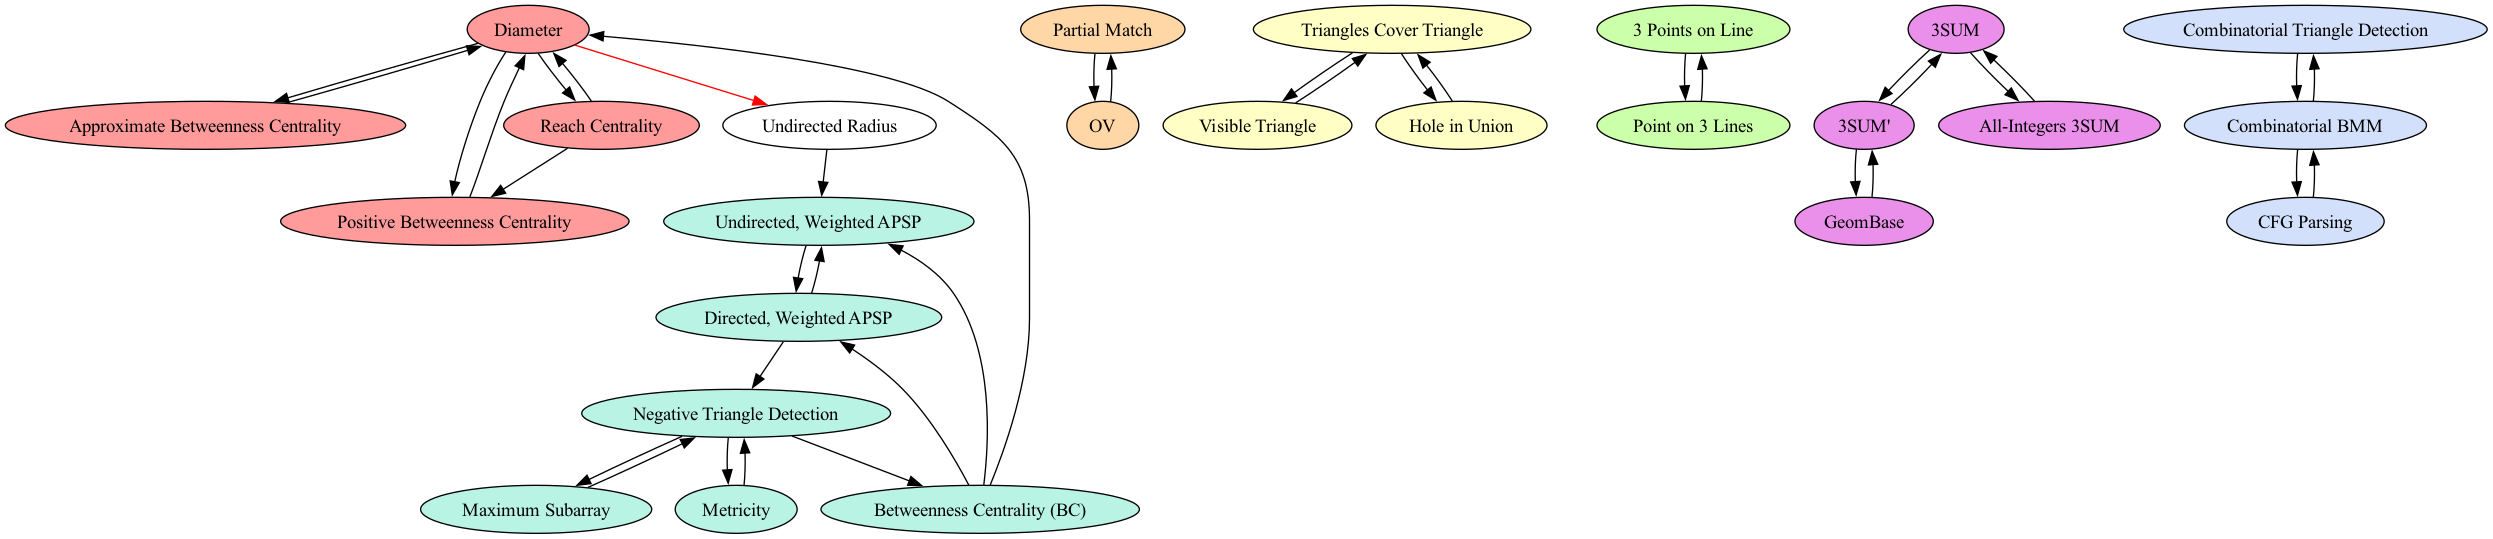 Diameter
Partial Match
Triangles Cover Triangle
3 Points on Line
3SUM
Combinatorial Triangle Detection
Approximate Betweenness Centrality
Reach Centrality
Undirected Radius
OV
Visible Triangle
Hole in Union
Point on 3 Lines
3SUM'
All-Integers 3SUM
Combinatorial BMM
Positive Betweenness Centrality
Undirected, Weighted APSP
GeomBase
CFG Parsing
Directed, Weighted APSP
Negative Triangle Detection
Maximum Subarray
Metricity
Betweenness Centrality (BC)